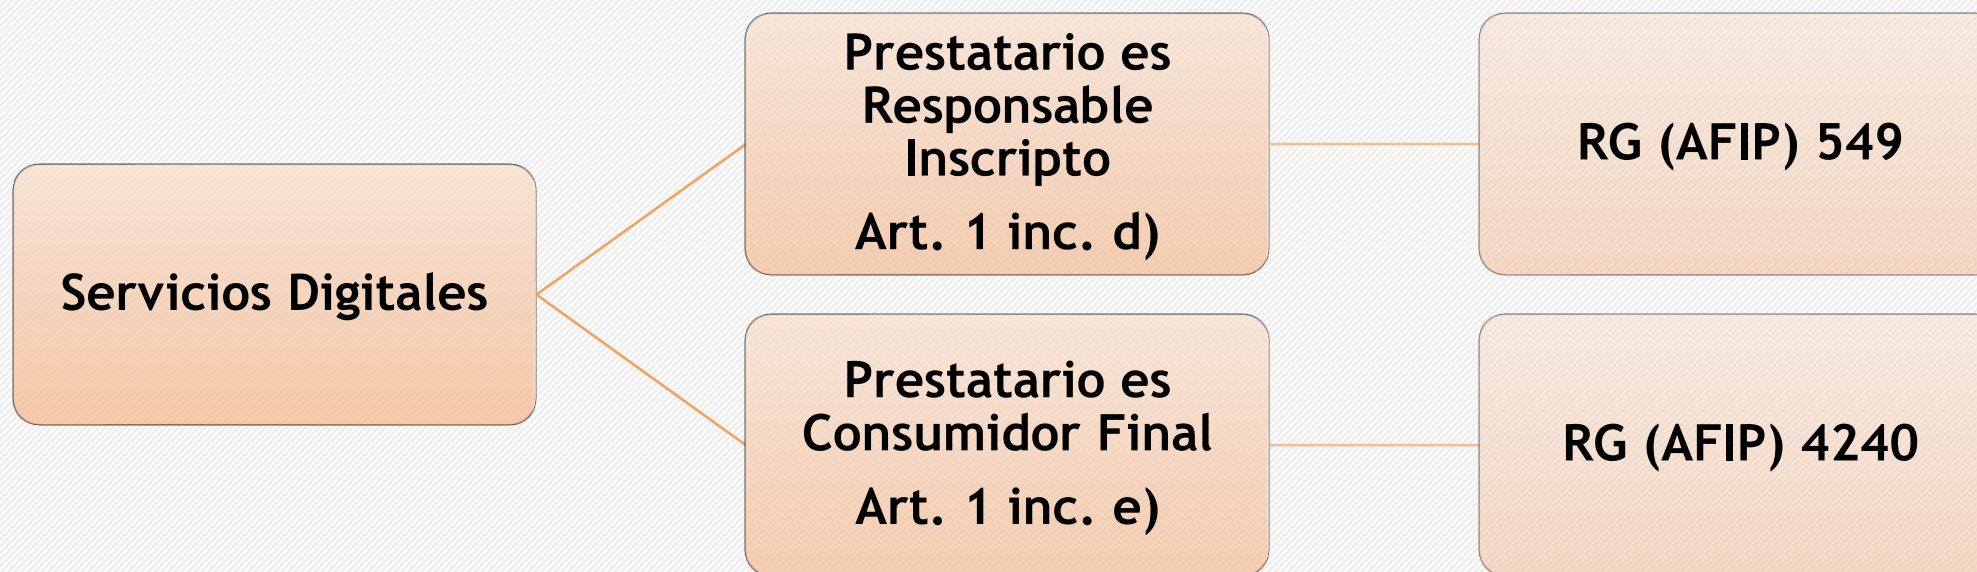 Servicios Digitales
Prestatario es
Responsable
Inscripto
Art. 1 inc. d)
RG (AFIP) 549
Prestatario es
Consumidor Final
Art. 1 inc. e)
RG (AFIP) 4240